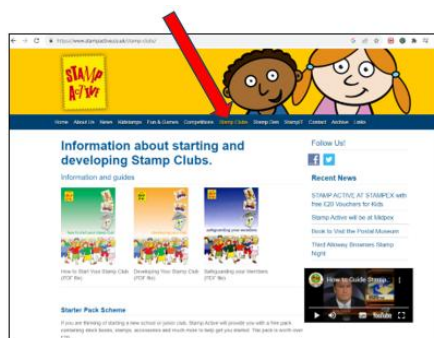 https://www.stampactive.co.uk/stamp-clubs/
STAMP
ACTIVE
Home About Us News Kidstamps Fun & Games Competitions Stamp Clubs Stamp Den StampIT Contact Archive Links
Information about starting and
developing Stamp Clubs.
Information and guides
How to Start Your Stamp Club
(PDF file)
Developing Your Stamp Club
(PDF file)
safeguarding your members
Safeguarding your members
(PDF file)
Starter Pack Scheme
If you are thinking of starting a new school or junior club, Stamp Active will provide you with a free pack
containing stock books, stamps, accessories and much more to help get you started. The pack is worth over
Follow Us!
Recent News
STAMP ACTIVE AT STAMPEX with
free £20 Vouchers for Kids
Stamp Active will be at Midpex
Book to Visit the Postal Museum
Third Alloway Brownies Stamp
Night
How to Guide Stamp
YouTube